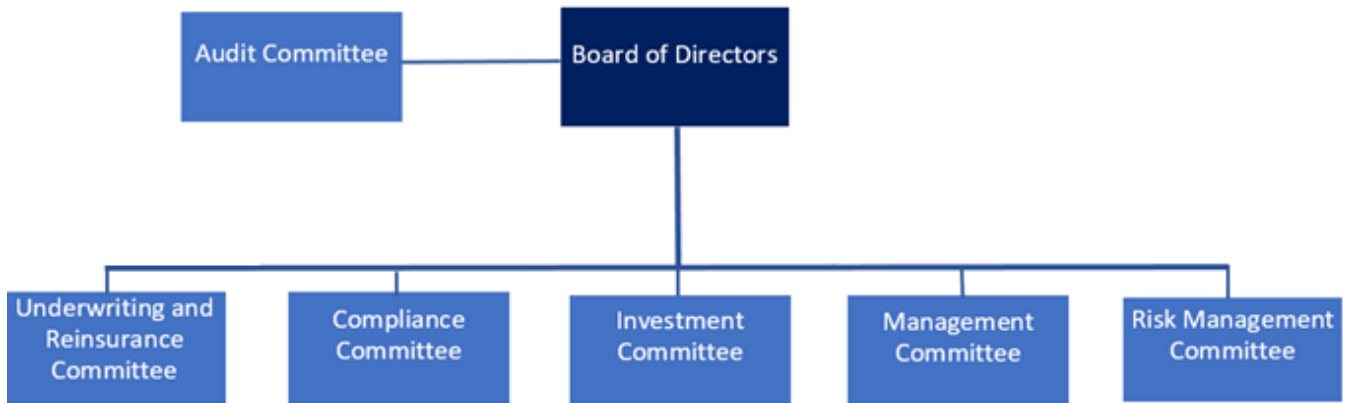 Audit Committee
Board of Directors
Underwriting and
Reinsurance
Committee
Compliance
Committee
Investment
Committee
Management
Committee
Risk Management
Committee